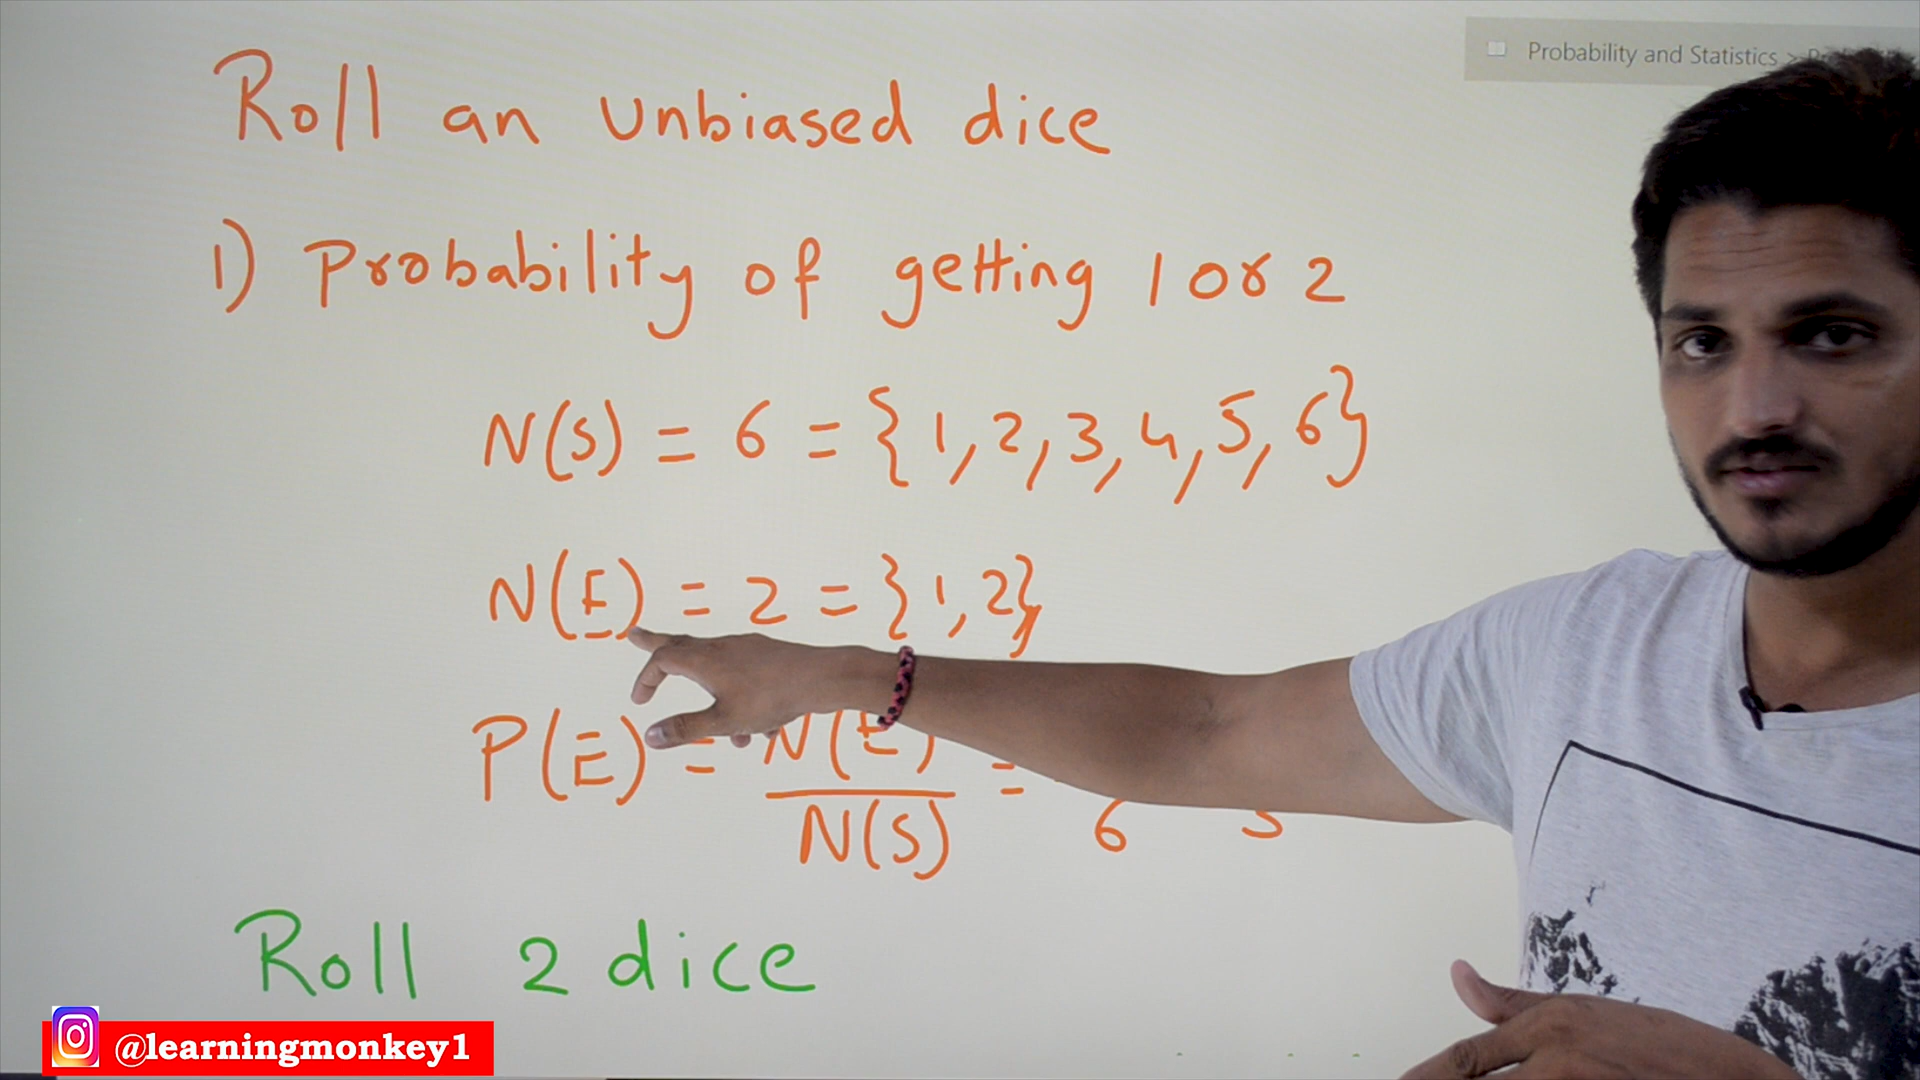 Probability and Statistics >
Roll an unbiased dice
1) Probability of getting 1 or 2
N(S) = 6 = {1,2,3,4,5,6}
N(E) = 2 = {1,2}
P(E) = N(E) =
N(S) 6
Roll 2 dice
@learningmonkey1